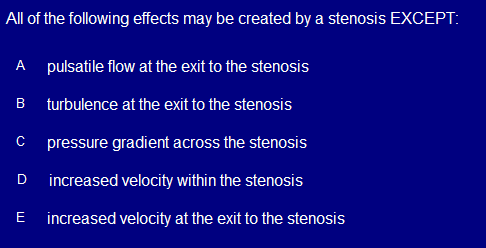 All of the following effects may be created by a stenosis EXCEPT:
A pulsatile flow at the exit to the stenosis
B turbulence at the exit to the stenosis
C pressure gradient across the stenosis
D increased velocity within the stenosis
E increased velocity at the exit to the stenosis